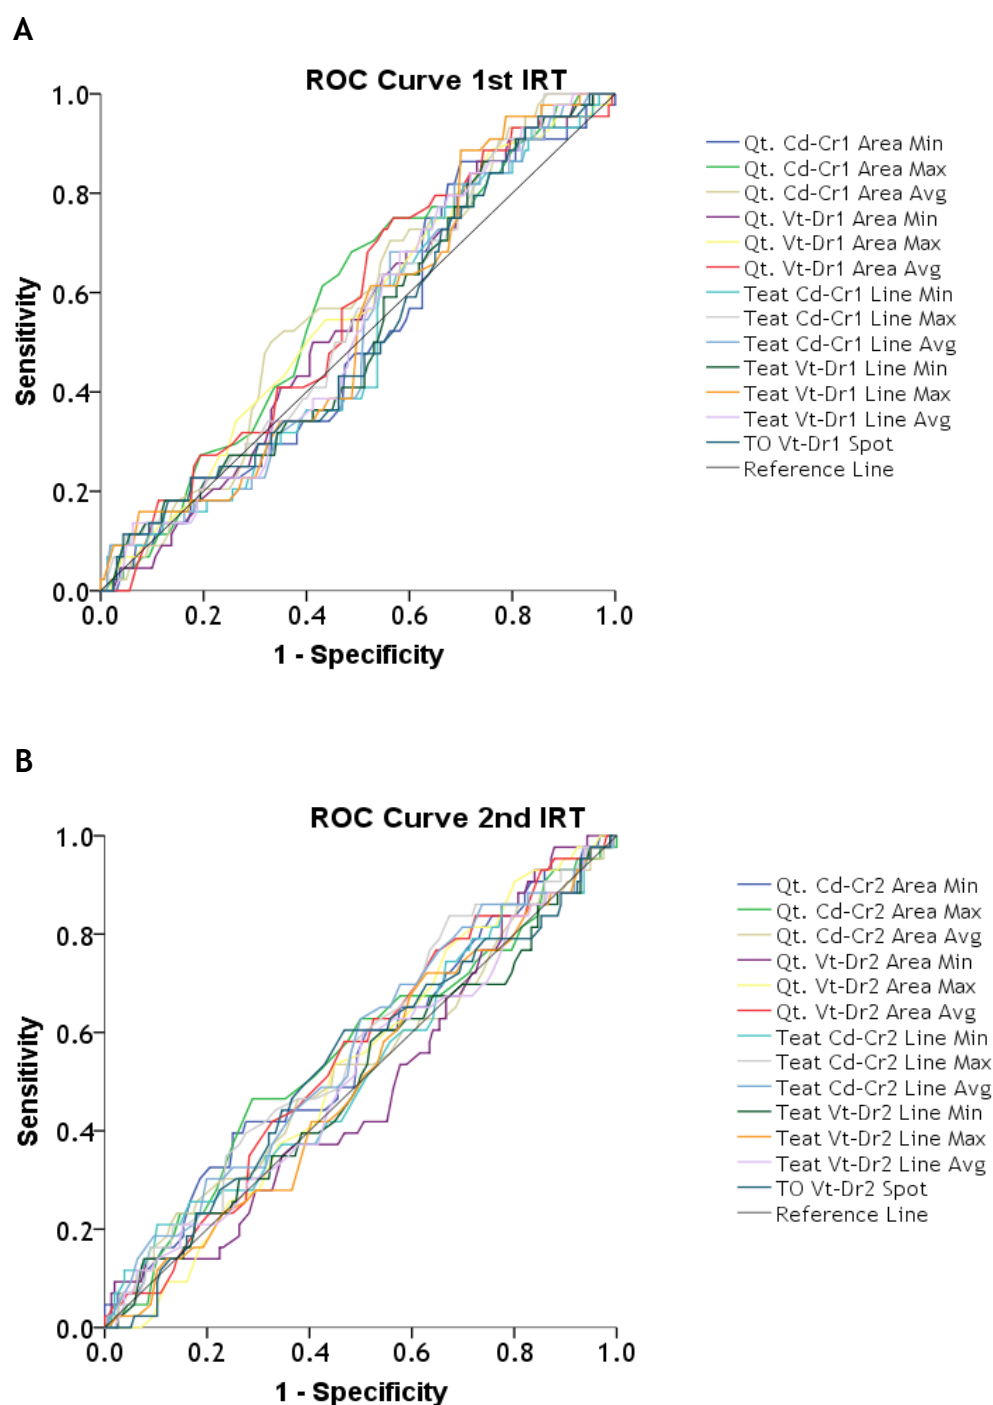 A
ROC Curve 1st IRT
1.0
0.8
0.6
0.4
0.2
0.0
Sensitivity
0.0 0.2 0.4 0.6 0.8 1.0
1 - Specificity
Qt. Cd-Cr1 Area Min
Qt. Cd-Cr1 Area Max
Qt. Cd-Cr1 Area Avg
Qt. Vt-Dr1 Area Min
Qt. Vt-Dr1 Area Max
Qt. Vt-Dr1 Area Avg
Teat Cd-Cr1 Line Min
Teat Cd-Cr1 Line Max
Teat Cd-Cr1 Line Avg
Teat Vt-Dr1 Line Min
Teat Vt-Dr1 Line Max
Teat Vt-Dr1 Line Avg
TO Vt-Dr1 Spot
Reference Line
B
ROC Curve 2nd IRT
1.0
0.8
0.6
0.4
0.2
0.0
Sensitivity
0.0 0.2 0.4 0.6 0.8 1.0
1 - Specificity
Qt. Cd-Cr2 Area Min
Qt. Cd-Cr2 Area Max
Qt. Cd-Cr2 Area Avg
Qt. Vt-Dr2 Area Min
Qt. Vt-Dr2 Area Max
Qt. Vt-Dr2 Area Avg
Teat Cd-Cr2 Line Min
Teat Cd-Cr2 Line Max
Teat Cd-Cr2 Line Avg
Teat Vt-Dr2 Line Min
Teat Vt-Dr2 Line Max
Teat Vt-Dr2 Line Avg
TO Vt-Dr2 Spot
Reference Line